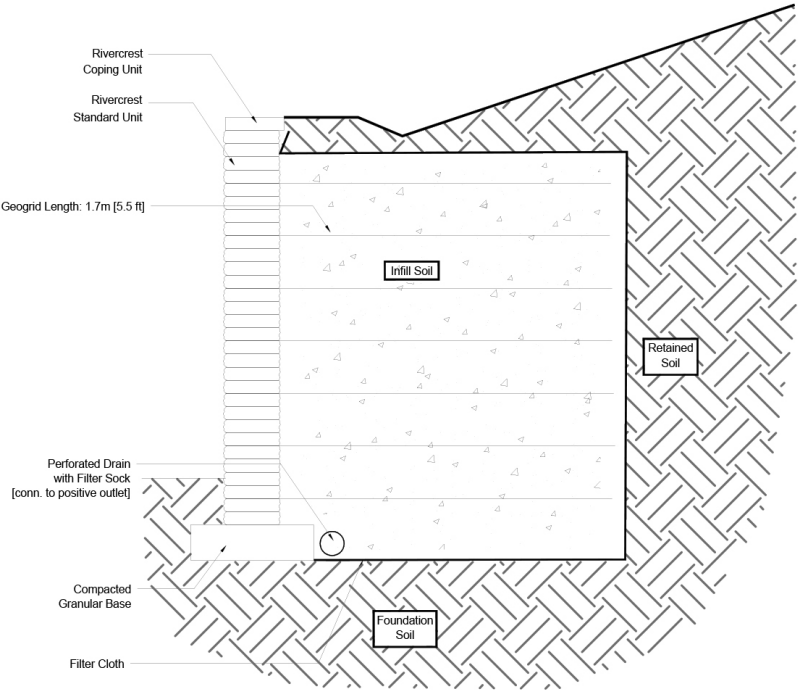 Rivercrest
Coping Unit
Rivercrest
Standard Unit
Geogrid Length: 1.7m [5.5 ft]
Infill Soil
Retained
Soil
Perforated Drain
with Filter Sock
[conn. to positive outlet]
Compacted
Granular Base
Foundation
Soil
Filter Cloth